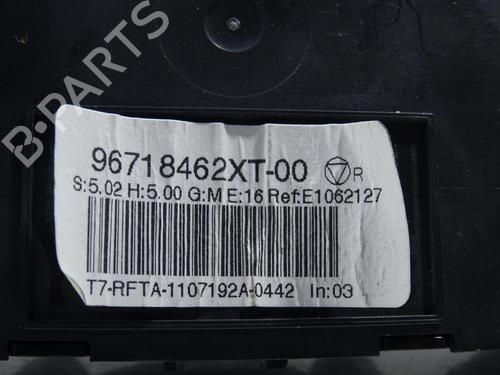 96718462XT-00 R
S:5.02 H:5.00 G:M E:16 Ref:E1062127
T7-RFTA-1107192A-0442 In:03
B-PARTS